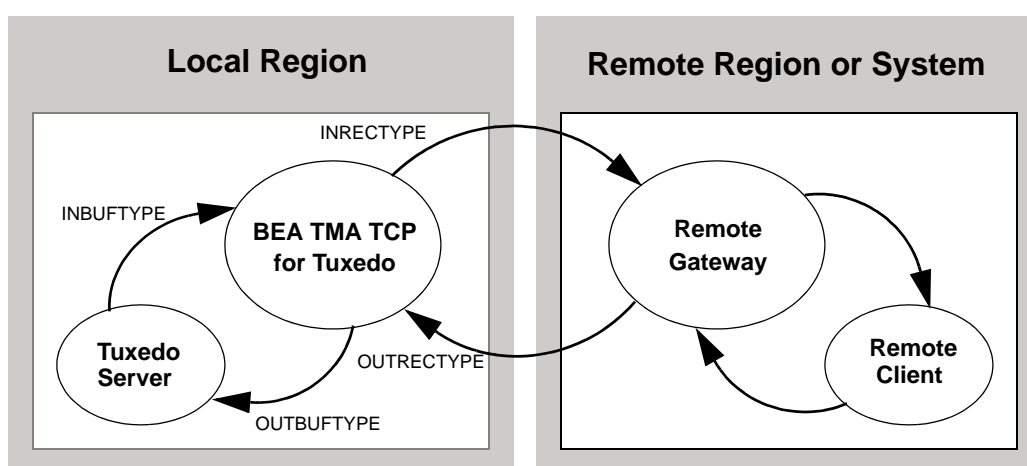 Local Region
Remote Region or System
INRECTYPE
INBUFTYPE
BEA TMA TCP
for Tuxedo
Remote
Gateway
Tuxedo
Server
OUTRECTYPE
Remote
Client
OUTBUFTYPE